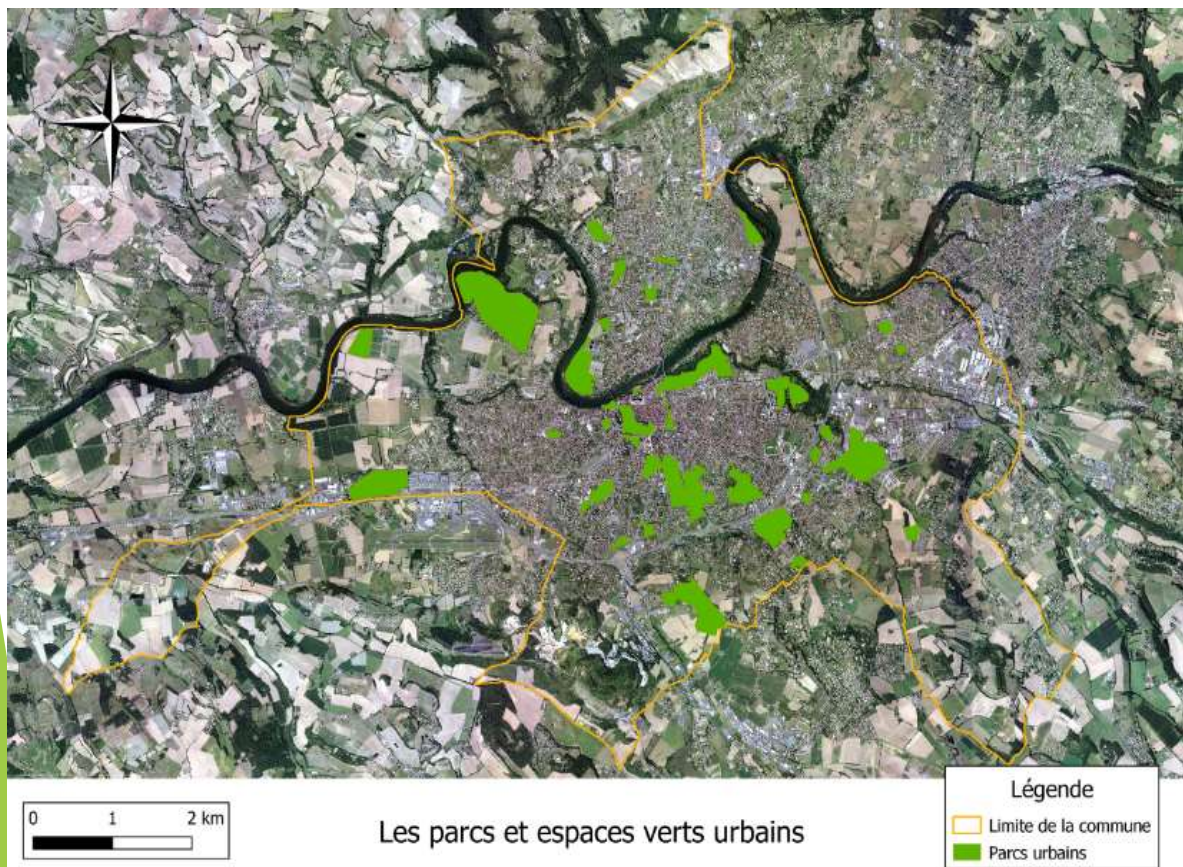 0 1 2 km
Les parcs et espaces verts urbains
Légende
Limite de la commune
Parcs urbains